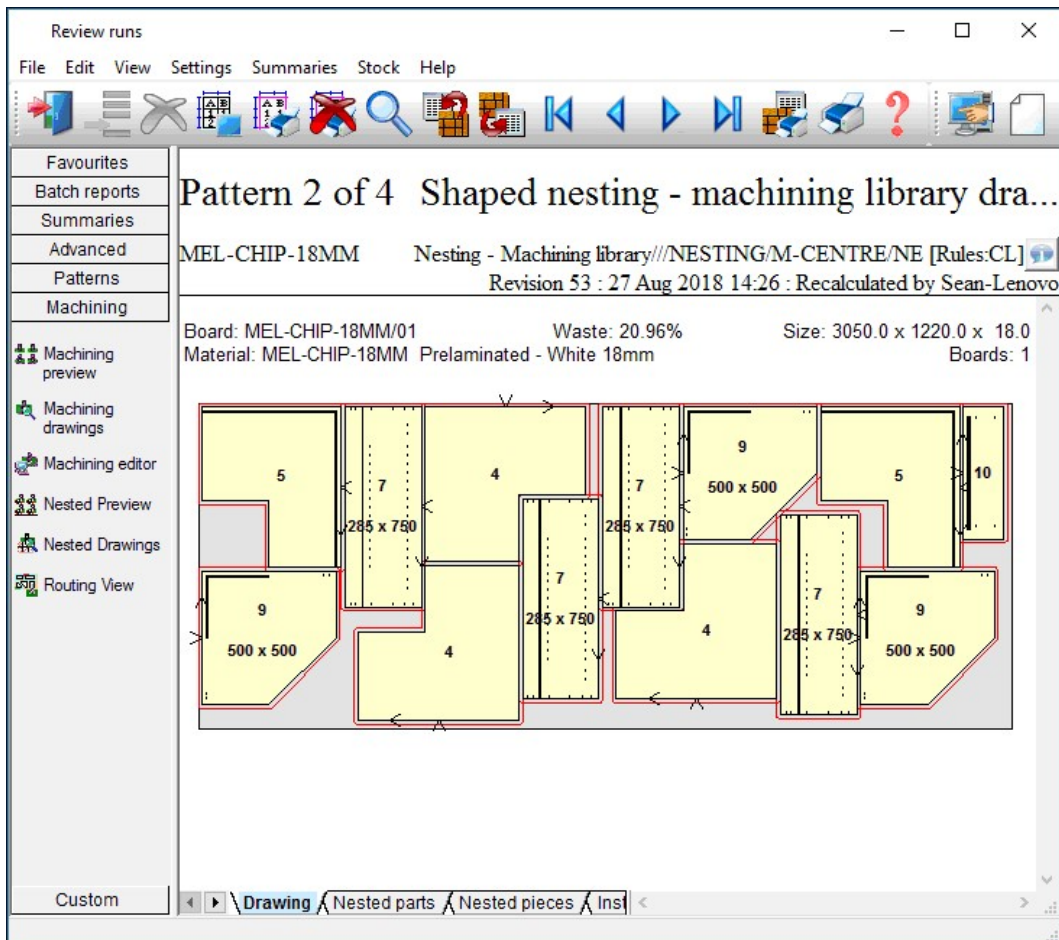 Review runs
File Edit View Settings Summaries Stock Help
Favourites
Batch reports
Summaries
Advanced
Patterns
Machining
Machining
preview
Machining
drawings
Machining editor
Nested Preview
Nested Drawings
Routing View
Custom
Pattern 2 of 4 Shaped nesting - machining library dra...
MEL-CHIP-18MM Nesting - Machining library///NESTING/M-CENTRE/NE [Rules:CL]
Revision 53 : 27 Aug 2018 14:26 : Recalculated by Sean-Lenovo
Board: MEL-CHIP-18MM/01 Waste: 20.96% Size: 3050.0 x 1220.0 x 18.0
Material: MEL-CHIP-18MM Prelaminated - White 18mm Boards: 1
5 7 4 7 9 5 10
285 x 750 285 x 750 500 x 500
9 7 4 7 9
500 x 500 4 285 x 750 285 x 750 500 x 500
Drawing Nested parts Nested pieces Inst